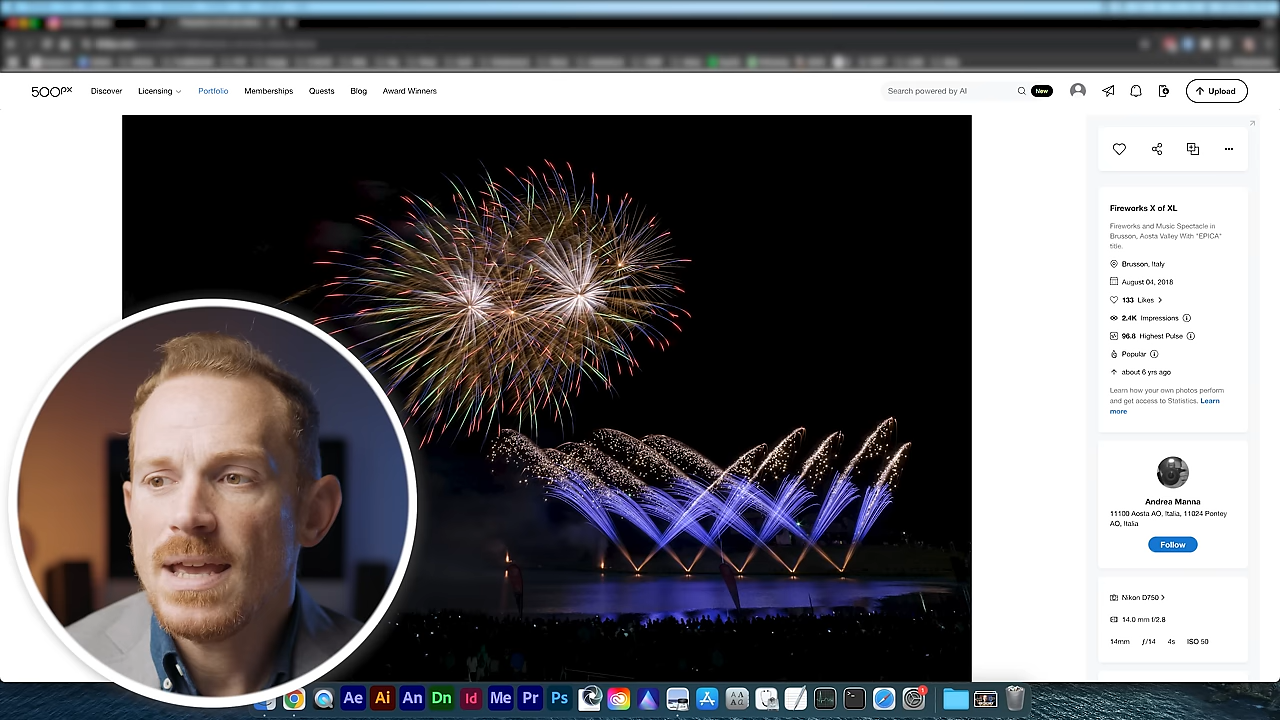 500px Discover Licensing Portfolio Memberships Quests Blog Award Winners Search powered by AI New Upload
Fireworks X of XL
Fireworks and Music Spectacle in
Brusson, Aosta Valley With "EPICA"
title.
Brusson, Italy
August 04, 2018
133 Likes
2.4K Impressions
96.8 Highest Pulse
Popular
about 6 yrs ago
Learn how your own photos perform
and get access to Statistics. Learn
more
Andrea Manna
11100 Aosta AO, Italia, 11024 Pontey
AO, Italia
Follow
Nikon D750
14.0 mm f/2.8
14mm ƒ/14 4s ISO 50
Ae Ai An Dn Id Me Pr Ps 1